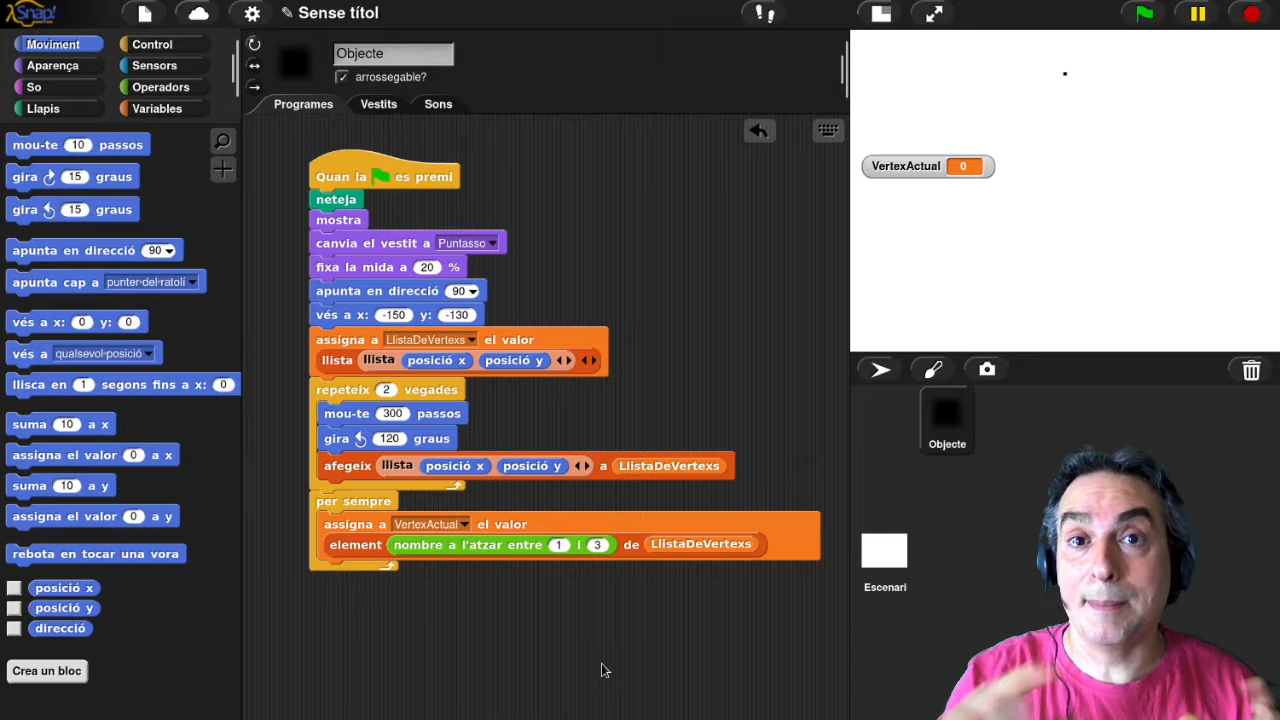 Snap!
Sense títol
Moviment
Control
Aparença
Sensors
So
Operadors
Llapis
Variables
mou-te 10 passos
gira 15 graus
gira 15 graus
apunta en direcció 90
apunta cap a punter·del·ratolí
vés a x: 0 y: 0
vés a qualsevol·posició
llisca en 1 segons fins a x: 0
suma 10 a x
assigna el valor 0 a x
suma 10 a y
assigna el valor 0 a y
rebota en tocar una vora
posició x
posició y
direcció
Crea un bloc
Objecte
arrossegable?
Programes
Vestits
Sons
Quan la es premi
neteja
mostra
canvia el vestit a Puntasso
fixa la mida a 20 %
apunta en direcció 90
vés a x: -150 y: -130
assigna a LlistaDeVertexs el valor
llista llista posició x posició y
repeteix 2 vegades
mou-te 300 passos
gira 120 graus
afegeix llista posició x posició y a LlistaDeVertexs
per sempre
assigna a VertexActual el valor
element nombre a l'atzar entre 1 i 3 de LlistaDeVertexs
VertexActual 0
Objecte
Escenari